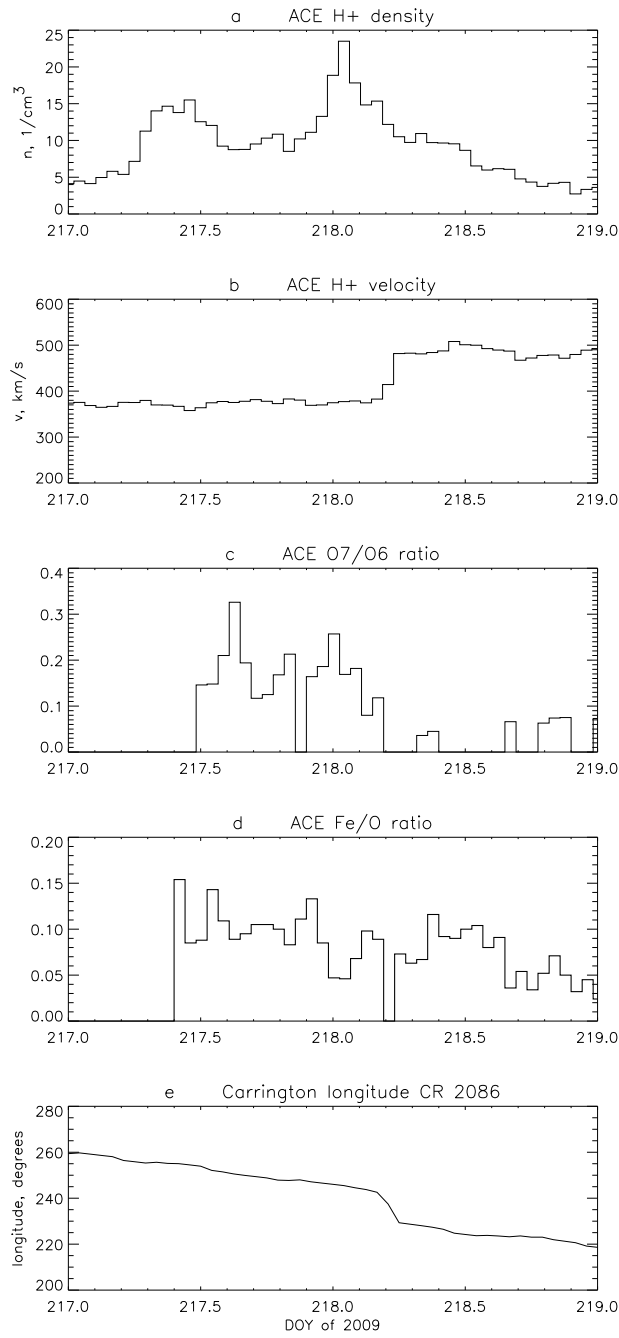 a ACE H+ density
25
20
15
10
5
0
n, 1/cm³
217.0 217.5 218.0 218.5 219.0
b ACE H+ velocity
600
500
400
300
200
v, km/s
217.0 217.5 218.0 218.5 219.0
c ACE O7/O6 ratio
0.4
0.3
0.2
0.1
0.0
217.0 217.5 218.0 218.5 219.0
d ACE Fe/O ratio
0.20
0.15
0.10
0.05
0.00
217.0 217.5 218.0 218.5 219.0
e Carrington longitude CR 2086
280
260
240
220
200
longitude, degrees
217.0 217.5 218.0 218.5 219.0
DOY of 2009